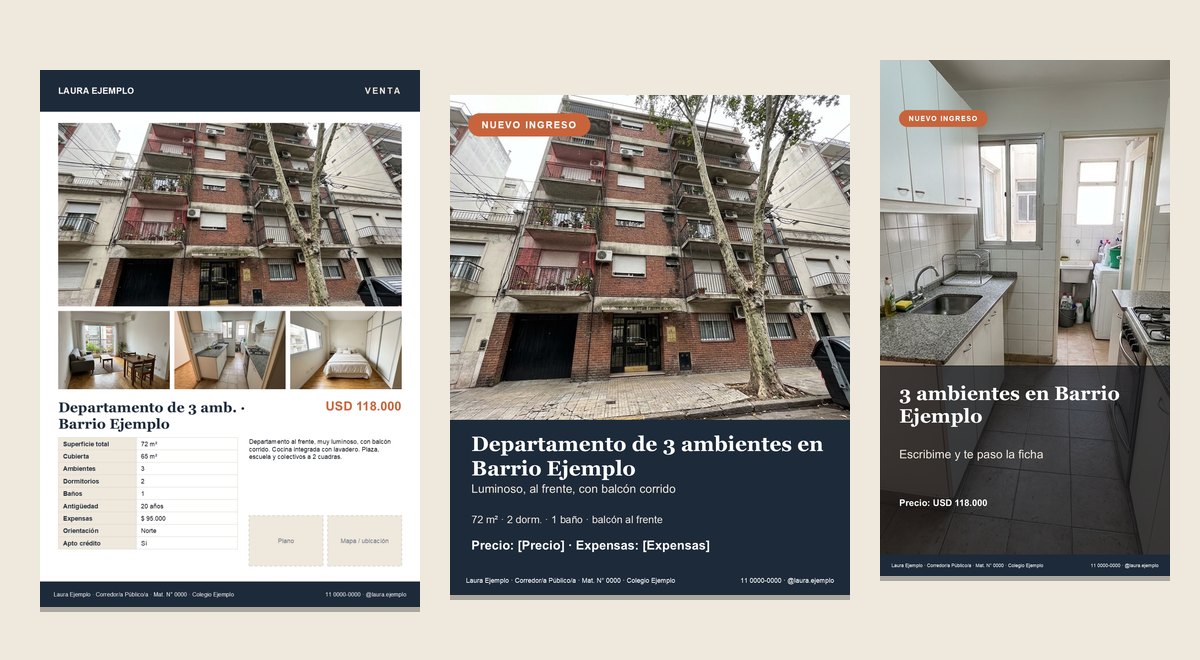 LAURA EJEMPLO
VENTA
Departamento de 3 amb. ·
Barrio Ejemplo
USD 118.000
Superficie total 72 m²
Cubierta 65 m²
Ambientes 3
Dormitorios 2
Baños 1
Antigüedad 20 años
Expensas $ 95.000
Orientación Norte
Apto crédito Sí
Departamento al frente, muy luminoso, con balcón
corrido. Cocina integrada con lavadero. Plaza,
escuela y colectivos a 2 cuadras.
Plano
Mapa / ubicación
Laura Ejemplo · Corredor/a Público/a · Mat. N° 0000 · Colegio Ejemplo
11 0000-0000 · @laura.ejemplo
NUEVO INGRESO
Departamento de 3 ambientes en
Barrio Ejemplo
Luminoso, al frente, con balcón corrido
72 m² · 2 dorm. · 1 baño · balcón al frente
Precio: [Precio] · Expensas: [Expensas]
Laura Ejemplo · Corredor/a Público/a · Mat. N° 0000 · Colegio Ejemplo
11 0000-0000 · @laura.ejemplo
NUEVO INGRESO
3 ambientes en Barrio
Ejemplo
Escribime y te paso la ficha
Precio: USD 118.000
Laura Ejemplo · Corredor/a Público/a · Mat. N° 0000 · Colegio Ejemplo
11 0000-0000 · @laura.ejemplo